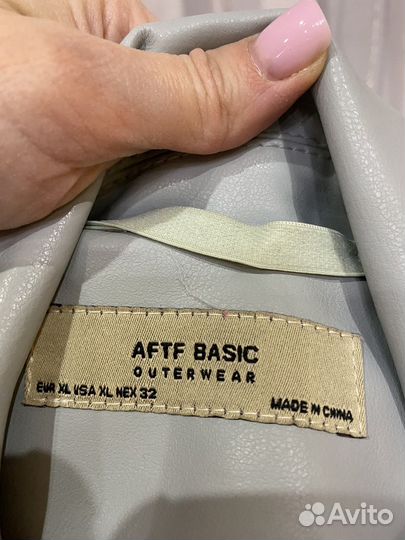 AFTF BASIC
OUTERWEAR
EUR XL USA XL MEX 32
MADE IN CHINA
Avito